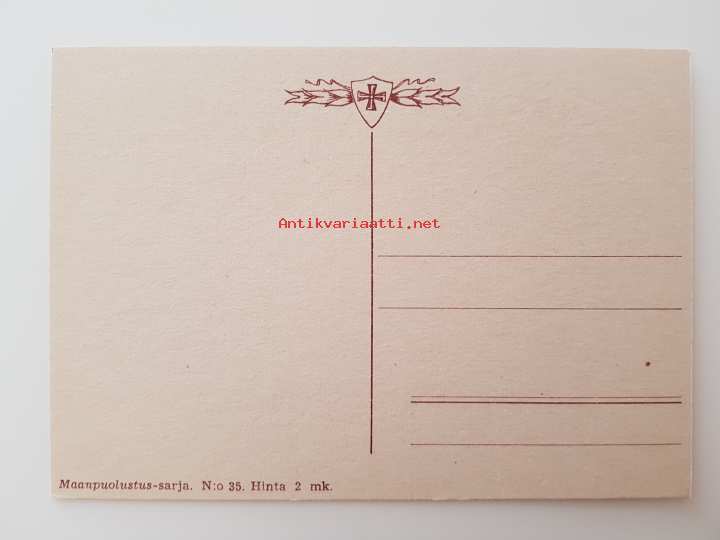 Antikvariaatti.net
Maanpuolustus-sarja. N:o 35. Hinta 2 mk.